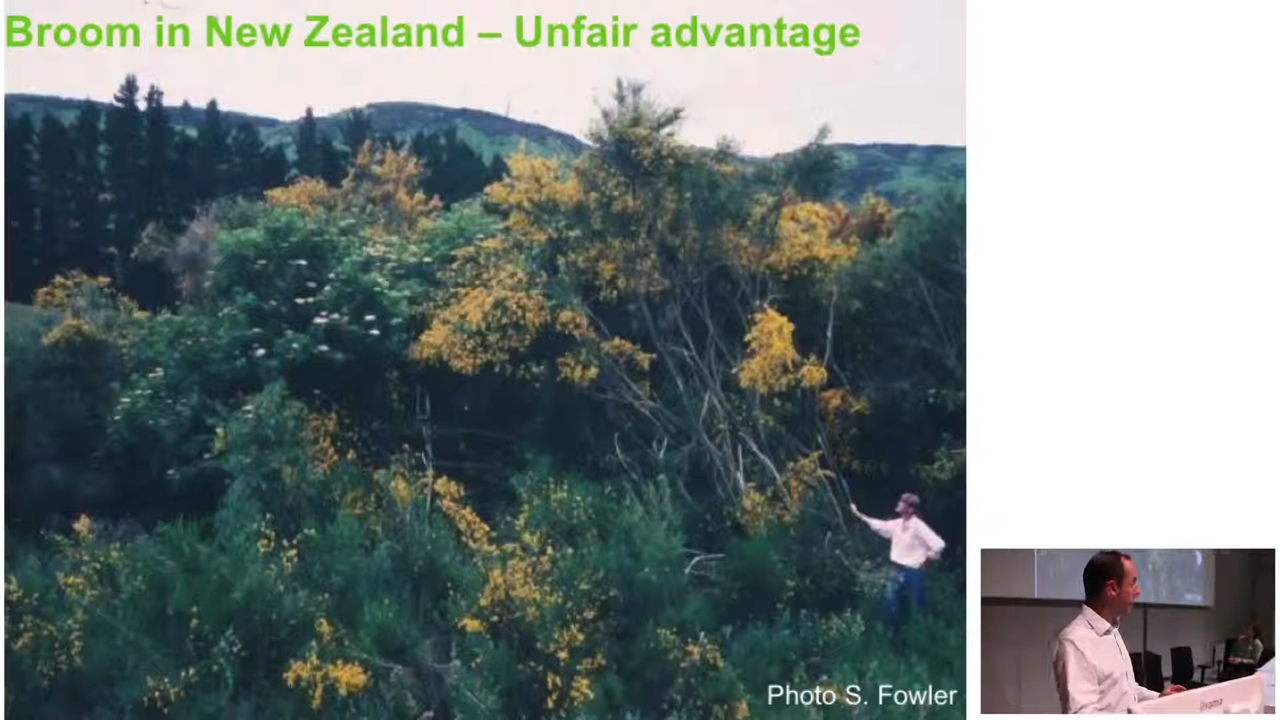 Broom in New Zealand – Unfair advantage
Photo S. Fowler